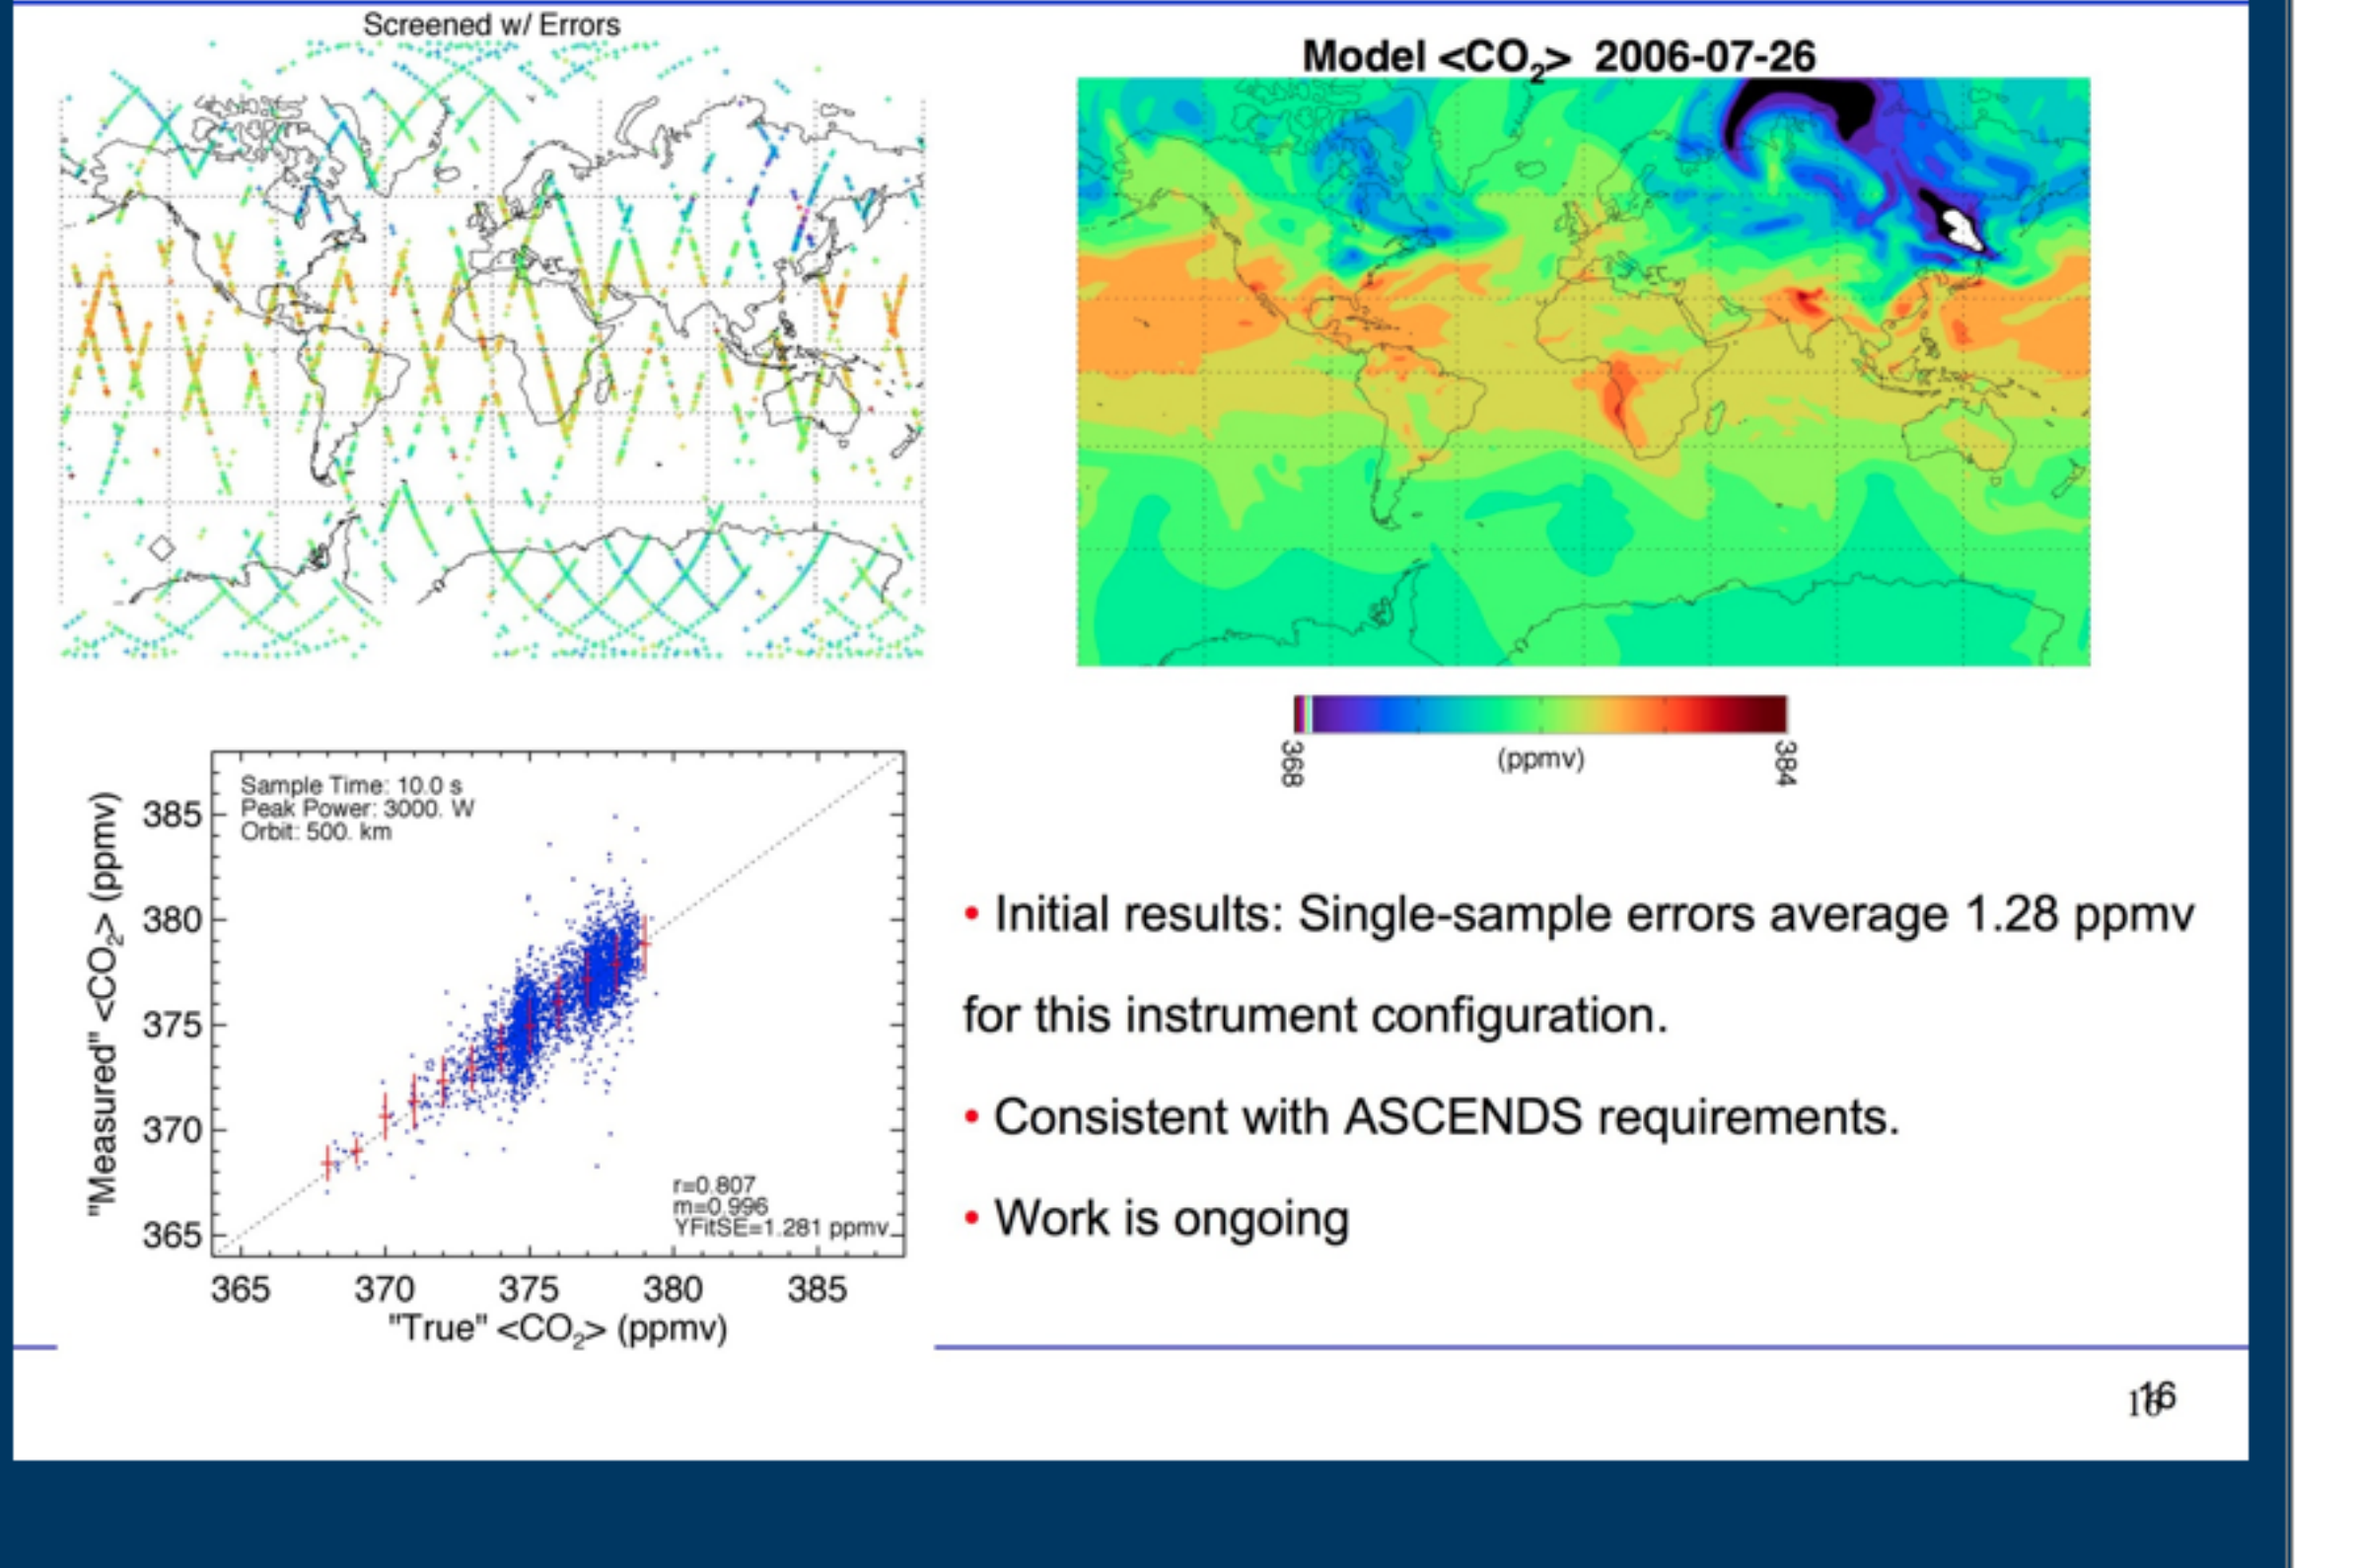 Screened w/ Errors
Model <CO2> 2006-07-26
368
(ppmv)
384
"Measured" <CO2> (ppmv)
385
380
375
370
365
Sample Time: 10.0 s
Peak Power: 3000. W
Orbit: 500. km
r=0.807
m=0.996
YFitSE=1.281 ppmv
365 370 375 380 385
"True" <CO2> (ppmv)
• Initial results: Single-sample errors average 1.28 ppmv
for this instrument configuration.
• Consistent with ASCENDS requirements.
• Work is ongoing
16
16